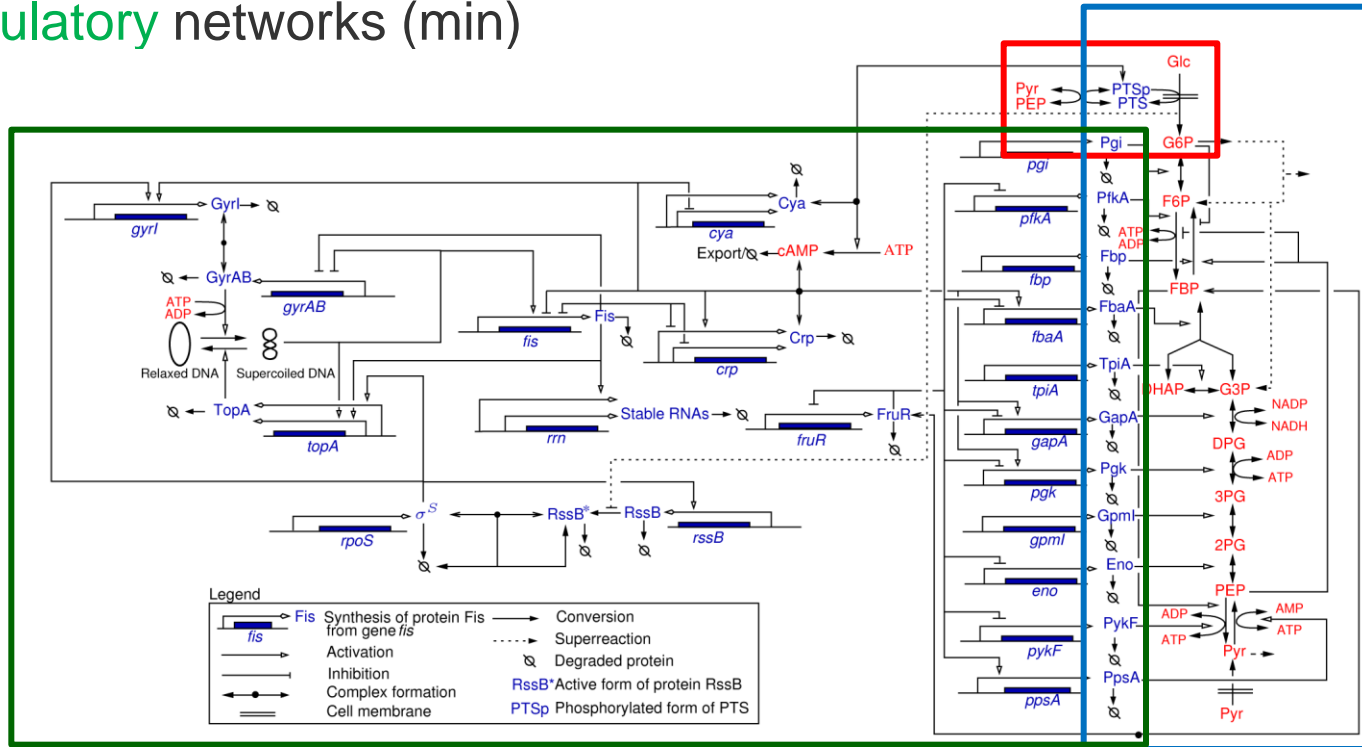 ulatory networks (min)
Glc
Pyr
PEP
PTSp
PTS
Pgi
G6P
pgi
GyrI
gyrI
Cya
cya
PfkA
pfkA
F6P
ATP
ADP
Export/Ø
cAMP
ATP
GyrAB
gyrAB
Fbp
fbp
FBP
ATP
ADP
Fis
fis
Crp
crp
FbaA
fbaA
Relaxed DNA
Supercoiled DNA
TpiA
tpiA
DHAP
G3P
TopA
topA
Stable RNAs
rrn
FruR
fruR
GapA
gapA
NADP
NADH
DPG
Pgk
pgk
ADP
ATP
3PG
σS
rpoS
RssB*
RssB
rssB
GpmI
gpmI
2PG
Eno
eno
PEP
ADP
ATP
AMP
ATP
PykF
pykF
Pyr
PpsA
ppsA
Pyr
Legend
Fis
fis
Synthesis of protein Fis
from gene fis
Activation
Inhibition
Complex formation
Cell membrane
Conversion
Superreaction
Ø Degraded protein
RssB* Active form of protein RssB
PTSp Phosphorylated form of PTS